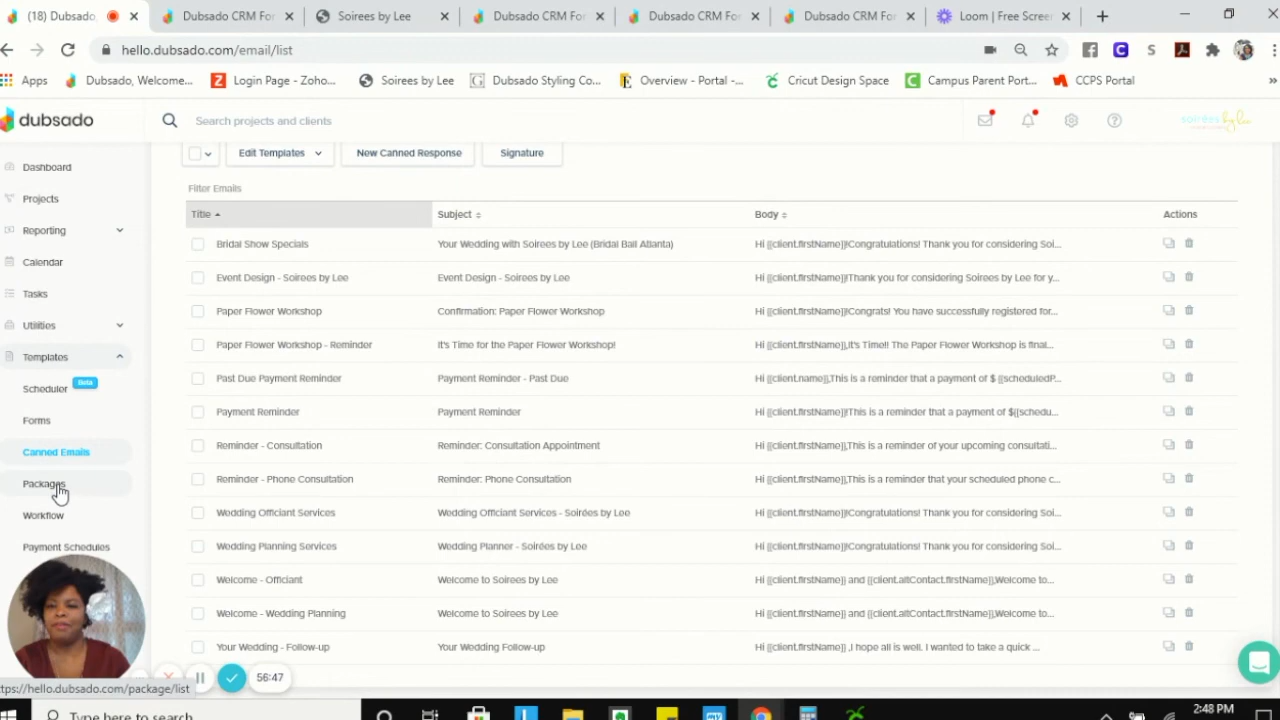 (18) Dubsado,
Dubsado CRM For
Soirees by Lee
Dubsado CRM For
Dubsado CRM For
Dubsado CRM For
Loom | Free Screen
hello.dubsado.com/email/list
Apps
Dubsado, Welcome...
Login Page - Zoho...
Soirees by Lee
Dubsado Styling Co...
Overview - Portal -...
Cricut Design Space
Campus Parent Port...
CCPS Portal
»
dubsado
Search projects and clients
soirées by lee
Dashboard
Projects
Reporting
Calendar
Tasks
Utilities
Templates
Scheduler Beta
Forms
Canned Emails
Packages
Workflow
Payment Schedules
Edit Templates
New Canned Response
Signature
Filter Emails
Title Subject Body Actions
Bridal Show Specials Your Wedding with Soirees by Lee (Bridal Ball Atlanta) Hi {{client.firstName}}!Congratulations! Thank you for considering Soi...
Event Design - Soirees by Lee Event Design - Soirees by Lee Hi {{client.firstName}}!Thank you for considering Soirees by Lee for y...
Paper Flower Workshop Confirmation: Paper Flower Workshop Hi {{client.firstName}}!Congrats! You have successfully registered for...
Paper Flower Workshop - Reminder It's Time for the Paper Flower Workshop! Hi {{client.firstName}},It's Time!! The Paper Flower Workshop is final...
Past Due Payment Reminder Payment Reminder - Past Due Hi {{client.name}},This is a reminder that a payment of $ {{scheduledP...
Payment Reminder Payment Reminder Hi {{client.firstName}}!This is a reminder that a payment of ${{schedu...
Reminder - Consultation Reminder: Consultation Appointment Hi {{client.firstName}},This is a reminder of your upcoming consultati...
Reminder - Phone Consultation Reminder: Phone Consultation Hi {{client.firstName}},This is a reminder that your scheduled phone c...
Wedding Officiant Services Wedding Officiant Services - Soirées by Lee Hi {{client.firstName}}!Congratulations! Thank you for considering Soi...
Wedding Planning Services Wedding Planner - Soirées by Lee Hi {{client.firstName}}!Congratulations! Thank you for considering Soi...
Welcome - Officiant Welcome to Soirees by Lee Hi {{client.firstName}} and {{client.altContact.firstName}},Welcome to...
Welcome - Wedding Planning Welcome to Soirees by Lee Hi {{client.firstName}} and {{client.altContact.firstName}},Welcome to...
Your Wedding - Follow-up Your Wedding Follow-up Hi {{client.firstName}} ,I hope all is well. I wanted to take a quick ...
56:47
ttps://hello.dubsado.com/package/list
Type here to search
2:48 PM